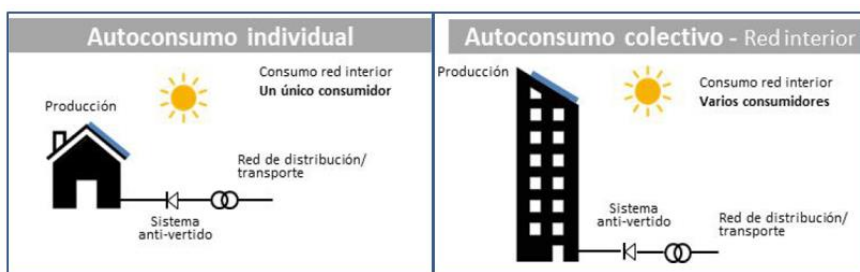 Autoconsumo individual
Consumo red interior
Un único consumidor
Producción
Red de distribución/
transporte
Sistema
anti-vertido
Autoconsumo colectivo - Red interior
Producción
Consumo red interior
Varios consumidores
Sistema
anti-vertido
Red de distribución/
transporte